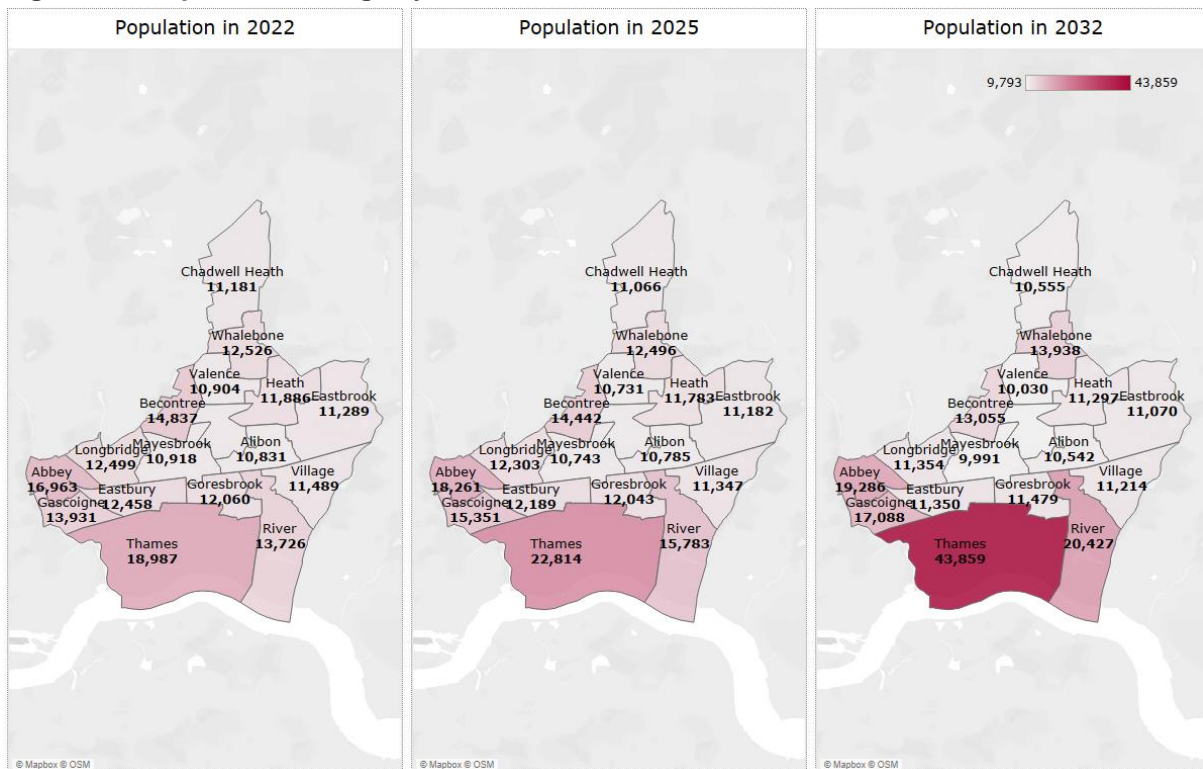 Population in 2022
Chadwell Heath
11,181
Whalebone
12,526
Valence
10,904
Heath
11,886
Eastbrook
11,289
Becontree
14,837
Longbridge
12,499
Mayesbrook
10,918
Alibon
10,831
Abbey
16,963
Village
11,489
Gascoigne
13,931
Eastbury
12,458
Goresbrook
12,060
River
13,726
Thames
18,987
© Mapbox © OSM
Population in 2025
Chadwell Heath
11,066
Whalebone
12,496
Valence
10,731
Heath
11,783
Eastbrook
11,182
Becontree
14,442
Longbridge
12,303
Mayesbrook
10,743
Alibon
10,785
Abbey
18,261
Village
11,347
Gascoigne
15,351
Eastbury
12,189
Goresbrook
12,043
River
15,783
Thames
22,814
© Mapbox © OSM
Population in 2032
9,793
43,859
Chadwell Heath
10,555
Whalebone
13,938
Valence
10,030
Heath
11,297
Eastbrook
11,070
Becontree
13,055
Longbridge
11,354
Mayesbrook
9,991
Alibon
10,542
Abbey
19,286
Village
11,214
Gascoigne
17,088
Eastbury
11,350
Goresbrook
11,479
River
20,427
Thames
43,859
© Mapbox © OSM